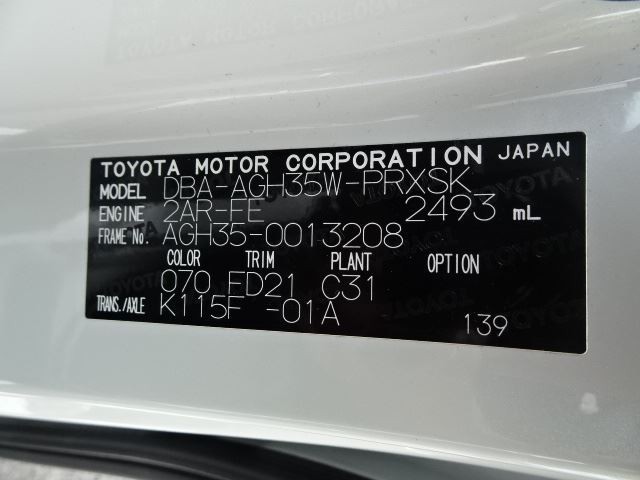 TOYOTA MOTOR CORPORATION JAPAN
MODEL DBA-AGH35W-PRXSK
ENGINE 2AR-FE 2493 mL
FRAME No. AGH35-0013208
COLOR TRIM PLANT OPTION
070 FD21 C31
TRANS./AXLE K115F -01A
139